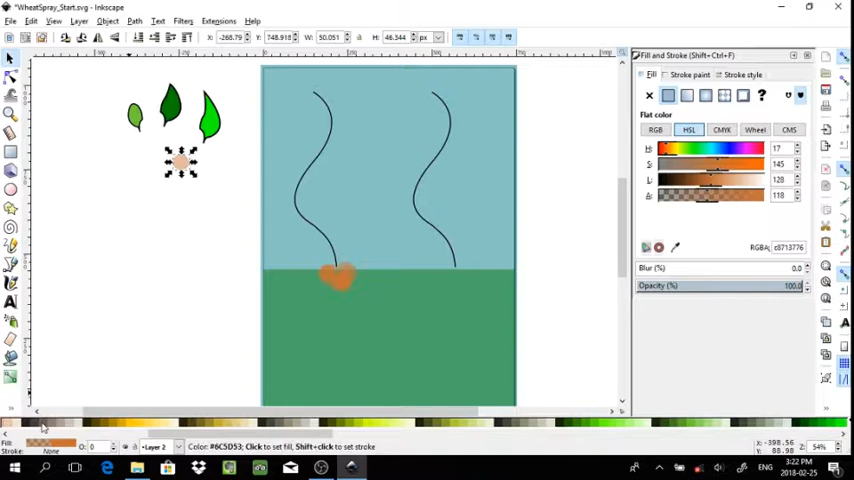 *WheatSpray_Start.svg - Inkscape
File Edit View Layer Object Path Text Filters Extensions Help
X: -268.79 Y: 748.918 W: 50.051 H: 46.344 px
Fill and Stroke (Shift+Ctrl+F)
Fill Stroke paint Stroke style
Flat color
RGB HSL CMYK Wheel CMS
H: 17
S: 145
L: 128
A: 118
RGBA: c8713776
Blur (%) 0.0
Opacity (%) 100.0
Fill: O: 0 Layer 2 Color: #6C5D53; Click to set fill, Shift+click to set stroke X: -398.56 Z: 54%
Stroke: None Y: 88.98
ENG 3:22 PM
2018-02-25